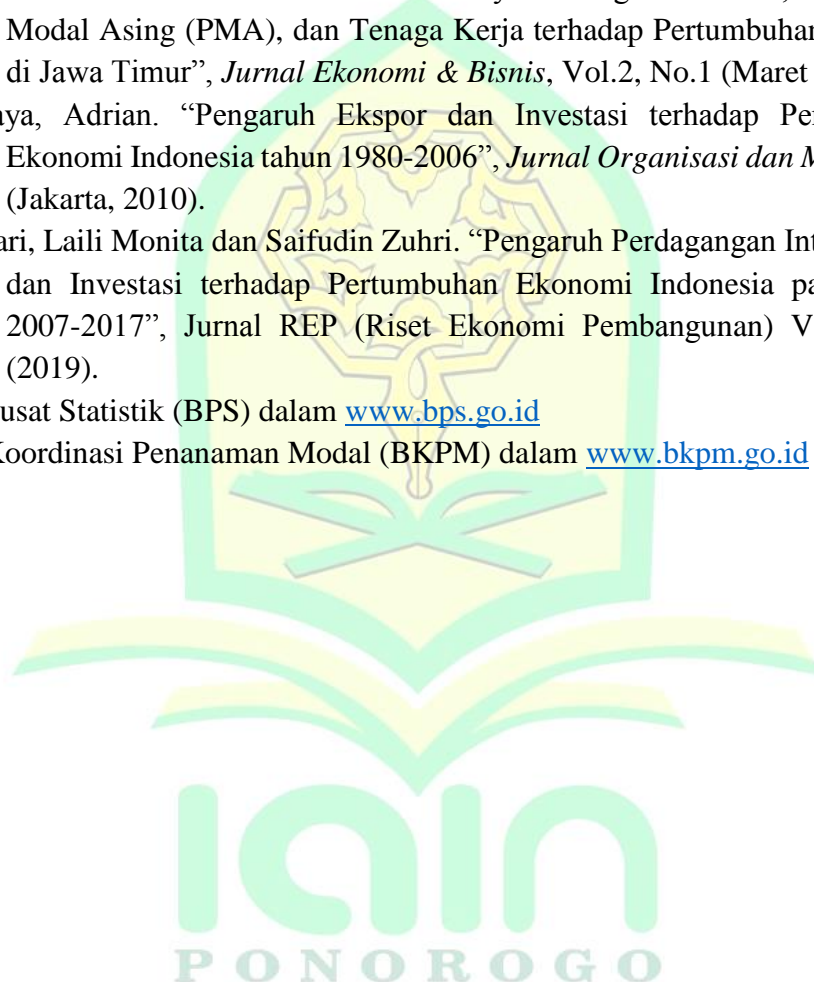 Modal Asing (PMA), dan Tenaga Kerja terhadap Pertumbuhan
di Jawa Timur”, Jurnal Ekonomi & Bisnis, Vol.2, No.1 (Maret
aya, Adrian. “Pengaruh Ekspor dan Investasi terhadap Per
Ekonomi Indonesia tahun 1980-2006”, Jurnal Organisasi dan M
(Jakarta, 2010).
ari, Laili Monita dan Saifudin Zuhri. “Pengaruh Perdagangan Int
dan Investasi terhadap Pertumbuhan Ekonomi Indonesia pa
2007-2017”, Jurnal REP (Riset Ekonomi Pembangunan) V
(2019).
usat Statistik (BPS) dalam www.bps.go.id
Koordinasi Penanaman Modal (BKPM) dalam www.bkpm.go.id
IAIN
PONOROGO